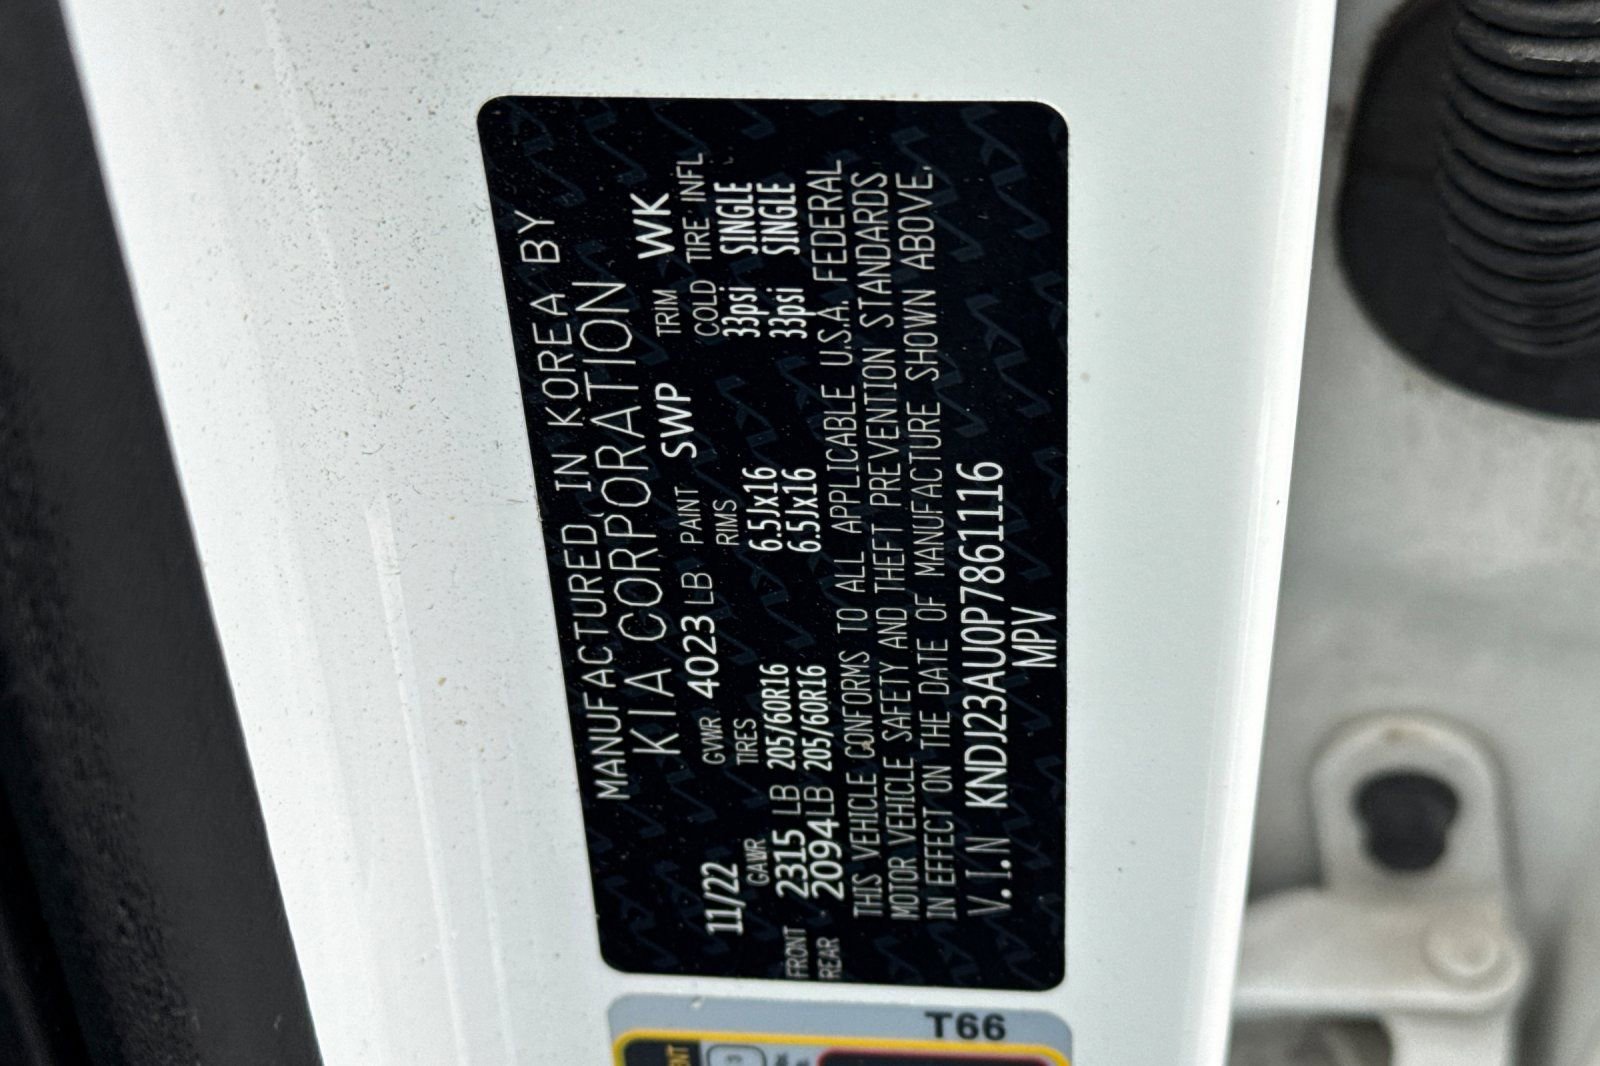 MANUFACTURED IN KOREA BY
KIA CORPORATION
11/22 GVWR 4023 LB PAINT SWP TRIM WK
GAWR TIRES RIMS COLD TIRE INFL
FRONT 2315 LB 205/60R16 6.5Jx16 33psi SINGLE
REAR 2094LB 205/60R16 6.5Jx16 33psi SINGLE
THIS VEHICLE CONFORMS TO ALL APPLICABLE U.S.A. FEDERAL
MOTOR VEHICLE SAFETY AND THEFT PREVENTION STANDARDS
IN EFFECT ON THE DATE OF MANUFACTURE SHOWN ABOVE.
V.I.N KNDJ23AU0P7861116
MPV
T66